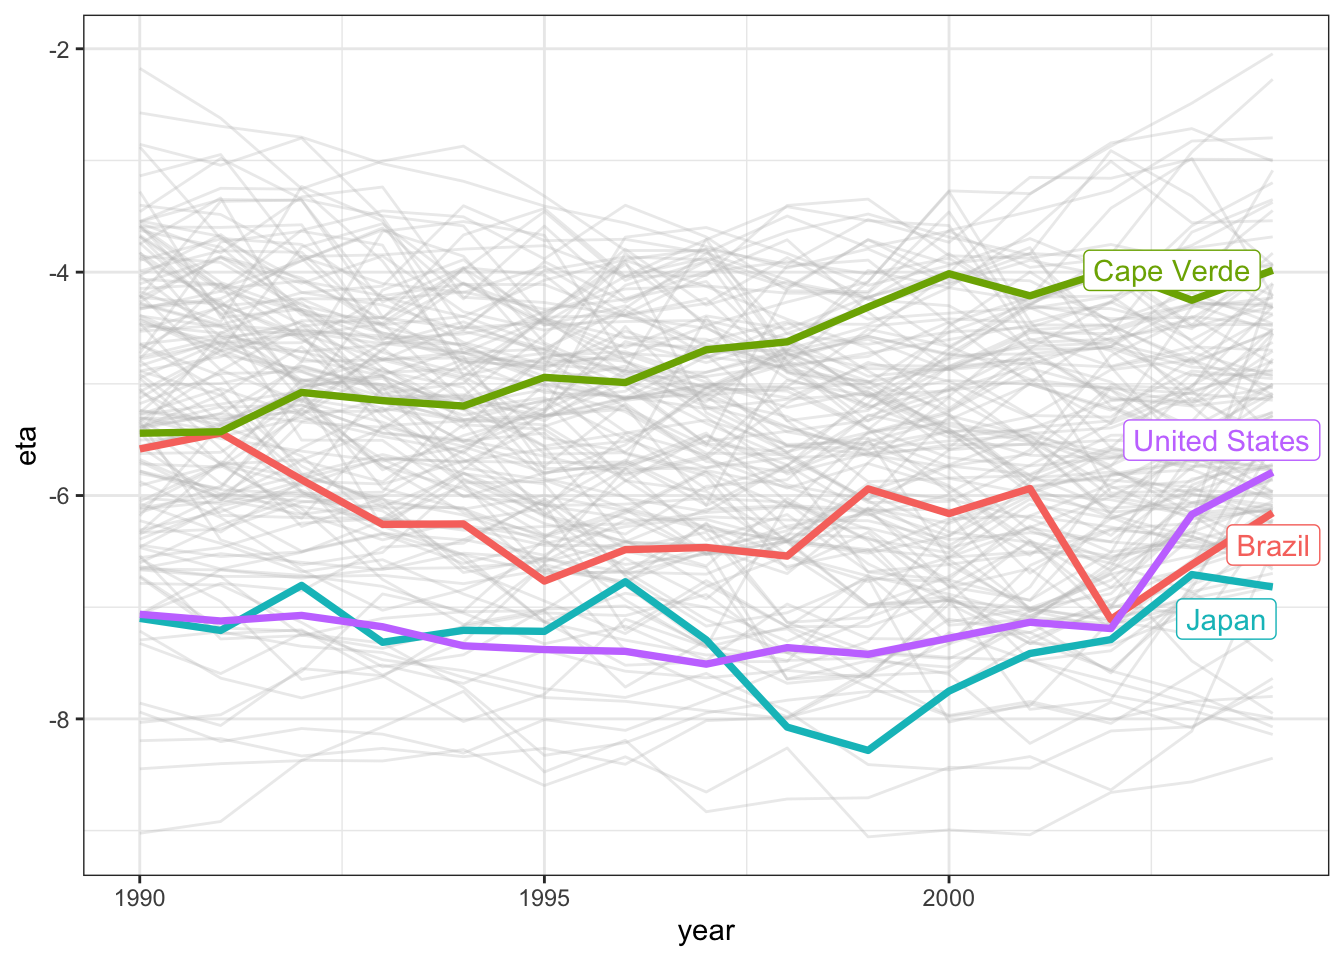 -2
-4
-6
-8
eta
Cape Verde
United States
Brazil
Japan
1990
1995
2000
year